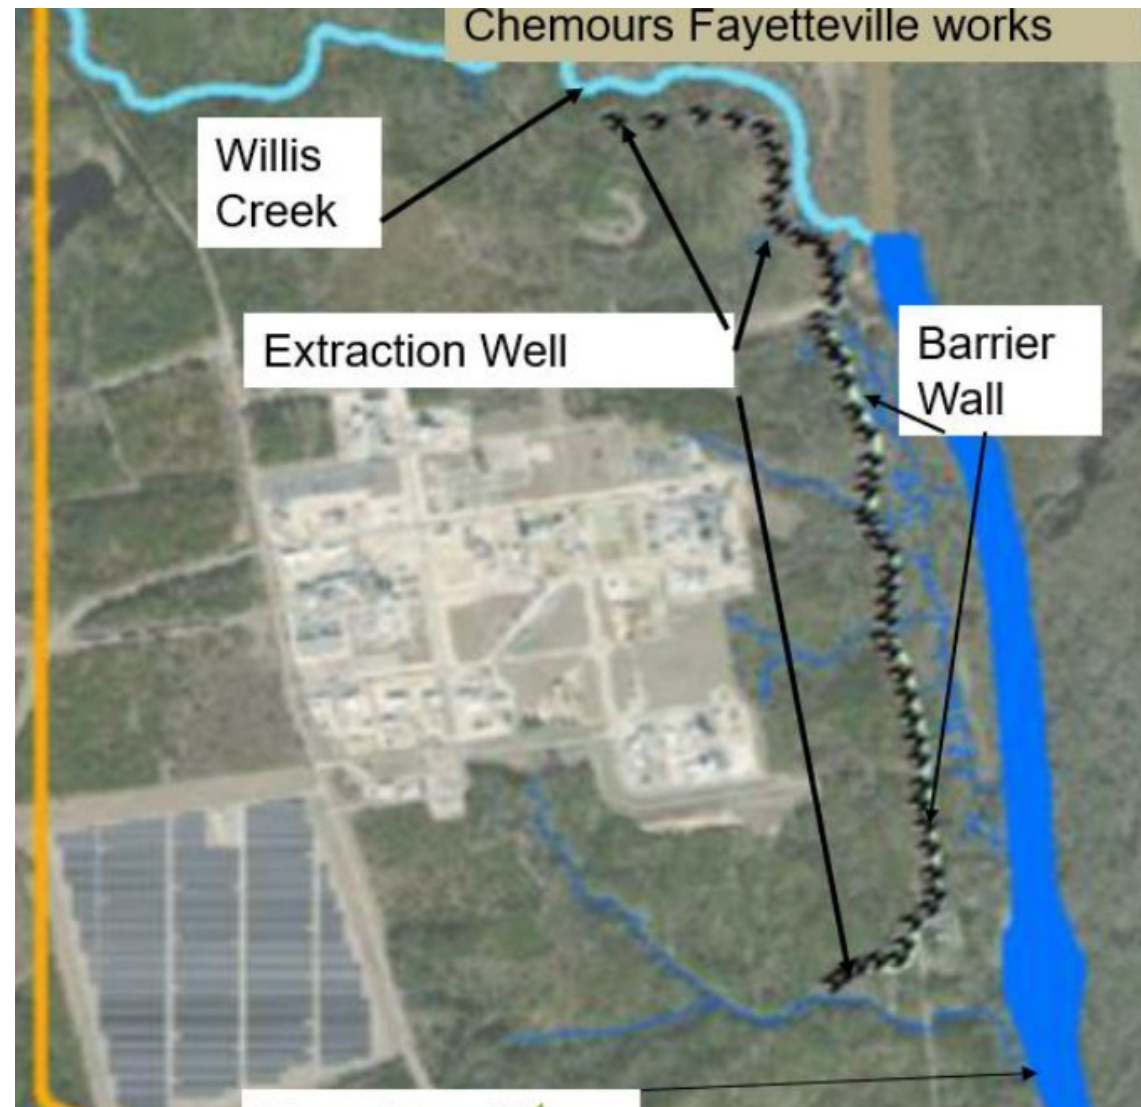 Chemours Fayetteville works
Willis
Creek
Extraction Well
Barrier
Wall